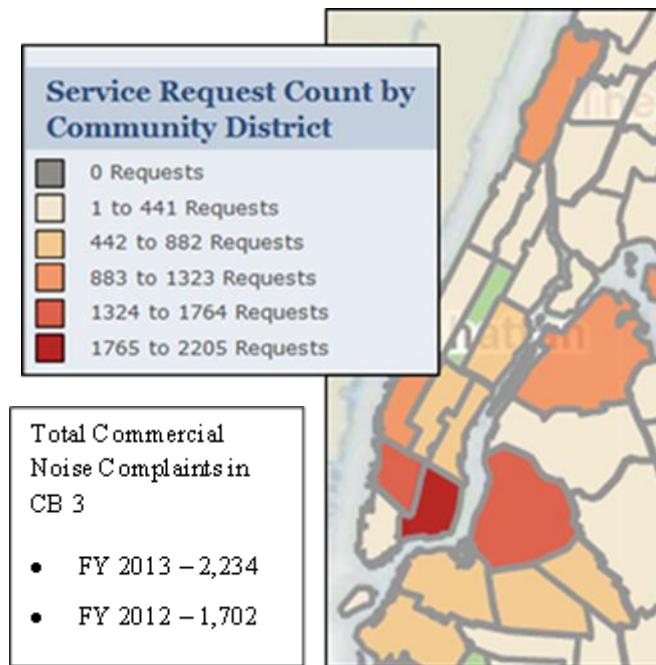 Service Request Count by
Community District
0 Requests
1 to 441 Requests
442 to 882 Requests
883 to 1323 Requests
1324 to 1764 Requests
1765 to 2205 Requests
The
hattan
Total Commercial
Noise Complaints in
CB 3
• FY 2013 – 2,234
• FY 2012 – 1,702